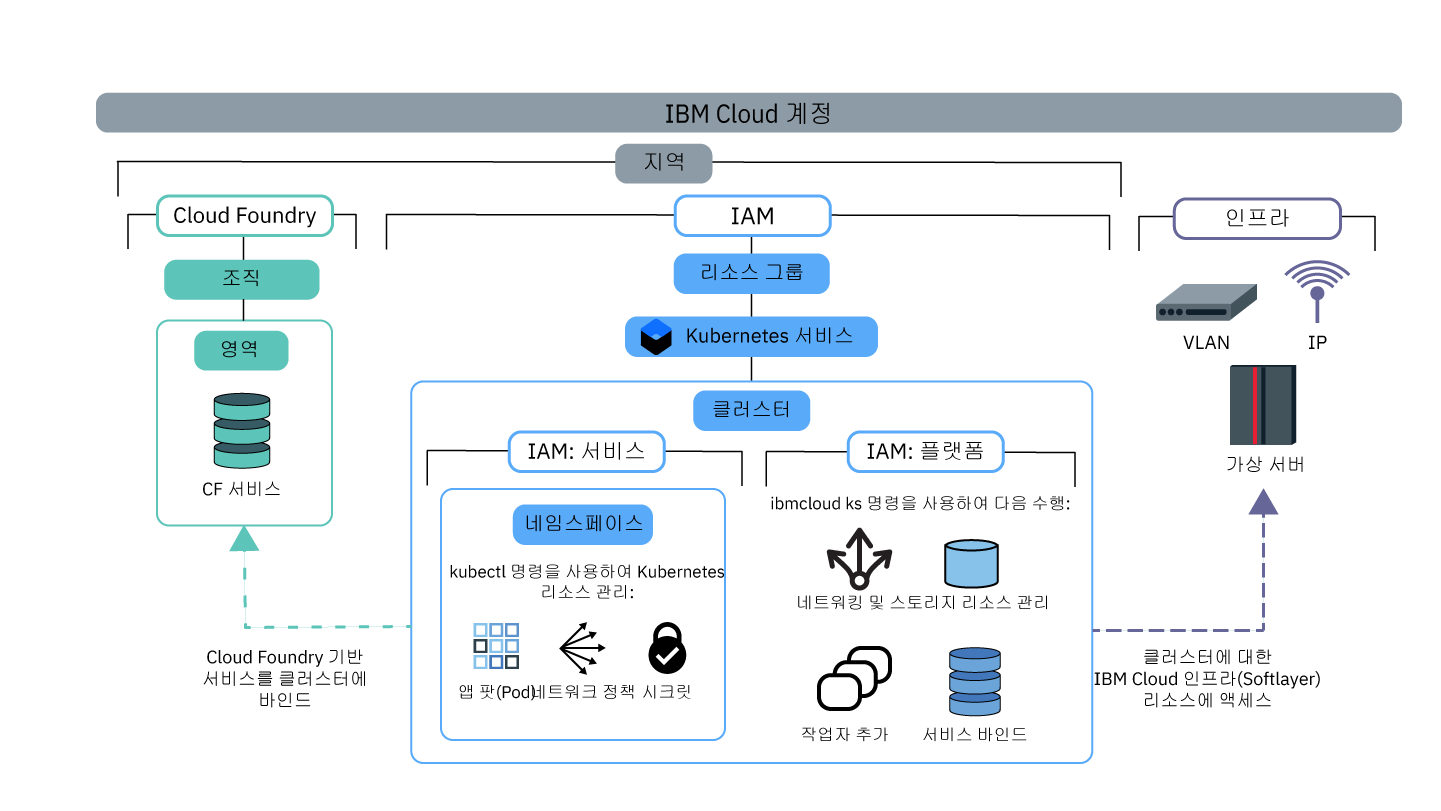 IBM Cloud 계정
지역
Cloud Foundry
IAM
인프라
조직
리소스 그룹
영역
Kubernetes 서비스
VLAN
IP
CF 서비스
클러스터
가상 서버
IAM: 서비스
IAM: 플랫폼
네임스페이스
kubectl 명령을 사용하여 Kubernetes
리소스 관리:
앱 팟(Pod)
네트워크 정책
시크릿
ibmcloud ks 명령을 사용하여 다음 수행:
네트워킹 및 스토리지 리소스 관리
작업자 추가
서비스 바인드
Cloud Foundry 기반
서비스를 클러스터에
바인드
클러스터에 대한
IBM Cloud 인프라(Softlayer)
리소스에 액세스